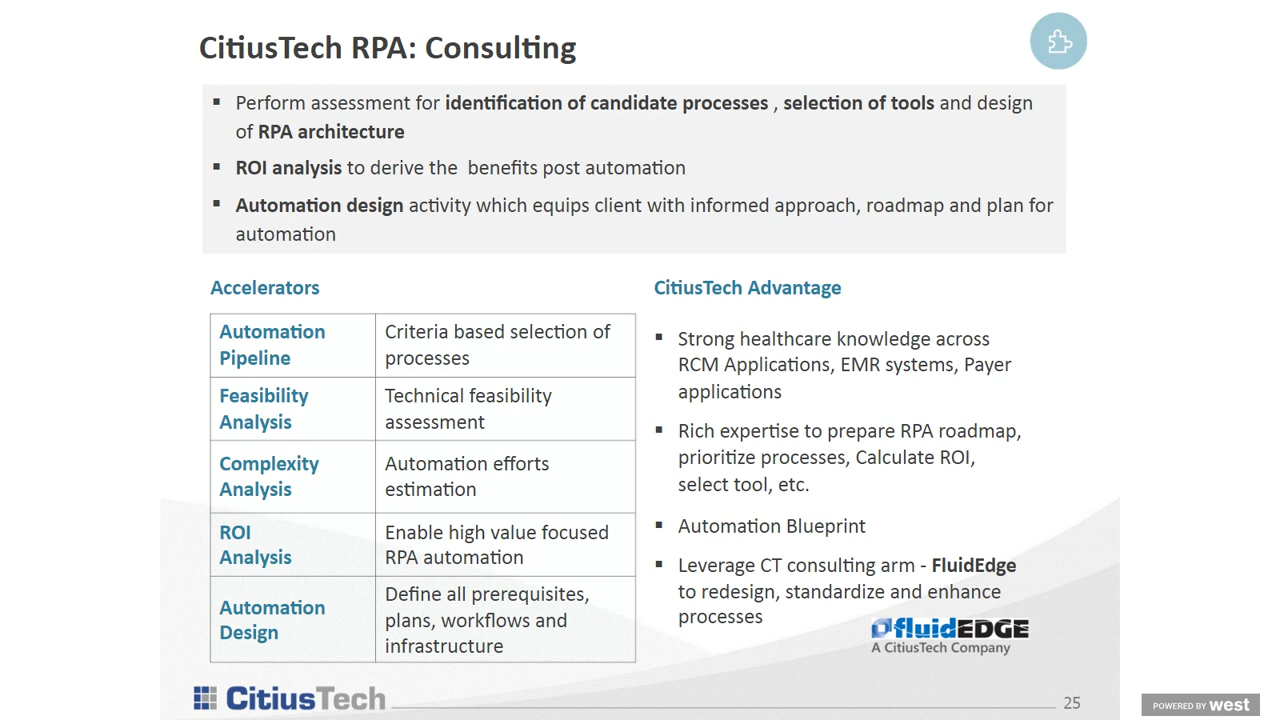 CitiusTech RPA: Consulting
▪ Perform assessment for identification of candidate processes , selection of tools and design
of RPA architecture
▪ ROI analysis to derive the benefits post automation
▪ Automation design activity which equips client with informed approach, roadmap and plan for
automation
Accelerators
Automation
Pipeline
Criteria based selection of
processes
Feasibility
Analysis
Technical feasibility
assessment
Complexity
Analysis
Automation efforts
estimation
ROI
Analysis
Enable high value focused
RPA automation
Automation
Design
Define all prerequisites,
plans, workflows and
infrastructure
CitiusTech Advantage
▪ Strong healthcare knowledge across
RCM Applications, EMR systems, Payer
applications
▪ Rich expertise to prepare RPA roadmap,
prioritize processes, Calculate ROI,
select tool, etc.
▪ Automation Blueprint
▪ Leverage CT consulting arm - FluidEdge
to redesign, standardize and enhance
processes
fluidEDGE
A CitiusTech Company
CitiusTech
25
POWERED BY west